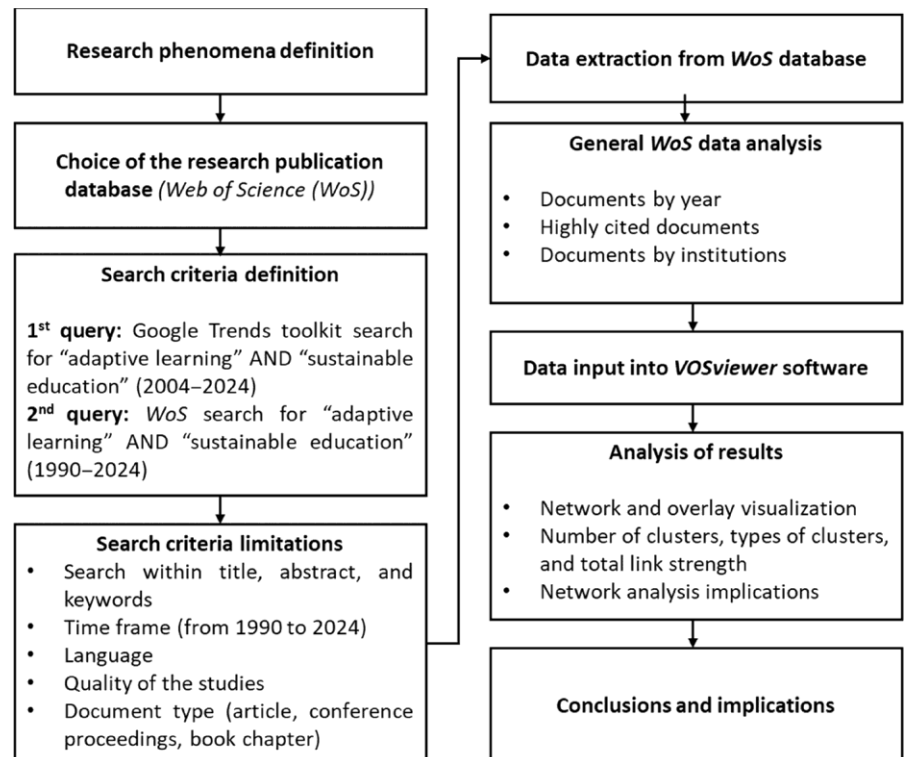 Research phenomena definition
Choice of the research publication
database (Web of Science (WoS))
Search criteria definition
1st query: Google Trends toolkit search
for “adaptive learning” AND “sustainable
education” (2004–2024)
2nd query: WoS search for “adaptive
learning” AND “sustainable education”
(1990–2024)
Search criteria limitations
• Search within title, abstract, and
keywords
• Time frame (from 1990 to 2024)
• Language
• Quality of the studies
• Document type (article, conference
proceedings, book chapter)
Data extraction from WoS database
General WoS data analysis
• Documents by year
• Highly cited documents
• Documents by institutions
Data input into VOSviewer software
Analysis of results
• Network and overlay visualization
• Number of clusters, types of clusters,
and total link strength
• Network analysis implications
Conclusions and implications